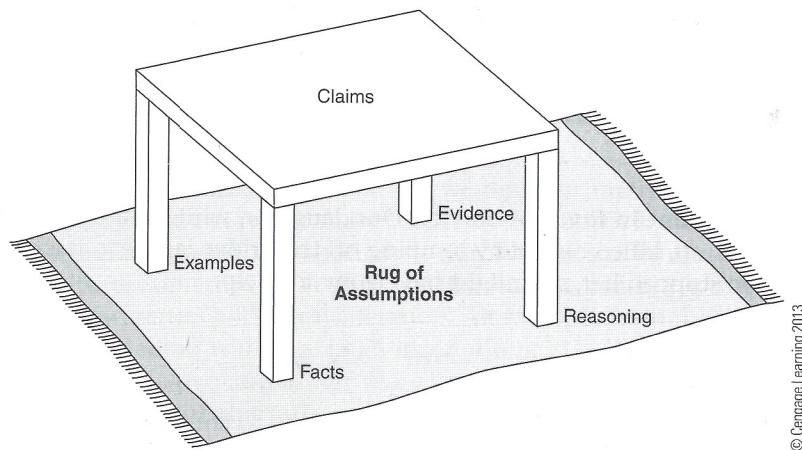 Claims
Evidence
Examples
Rug of
Assumptions
Reasoning
Facts
© Cengage Learning 2013